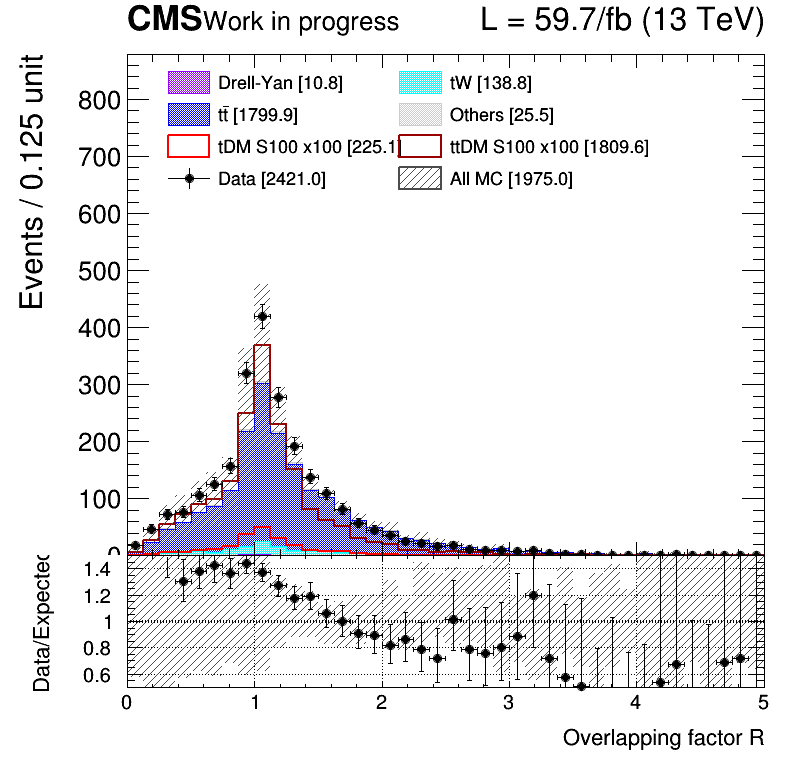 CMS Work in progress L = 59.7/fb (13 TeV)
Events / 0.125 unit
800
700
600
500
400
300
200
100
0
Drell-Yan [10.8] tW [138.8]
tt̄ [1799.9] Others [25.5]
tDM S100 x100 [225.1] ttDM S100 x100 [1809.6]
Data [2421.0] All MC [1975.0]
Data/Expected
1.4
1.2
1
0.8
0.6
0 1 2 3 4 5
Overlapping factor R